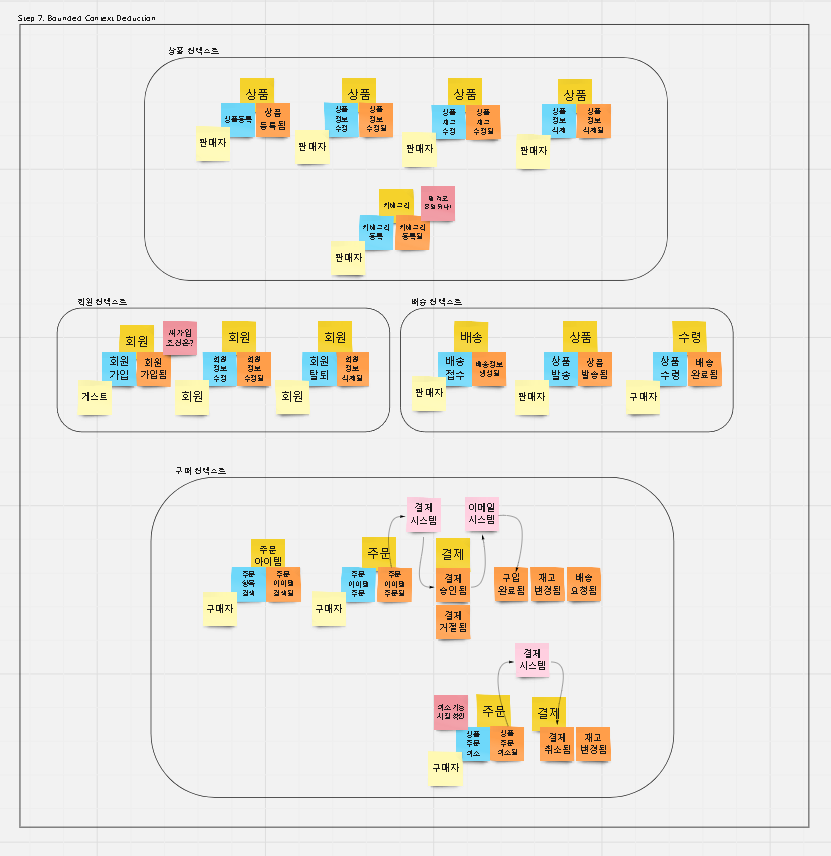 Step 7. Bounded Context Deduction
상품 컨텍스트
상품
상품등록
상품
등록됨
판매자
상품
상품
정보
수정
상품
정보
수정됨
판매자
상품
상품
재고
수정
상품
재고
수정됨
판매자
상품
상품
정보
삭제
상품
정보
삭제됨
판매자
카테고리
카테고리
등록
카테고리
등록됨
판매자
회원 컨텍스트
회원
재가입
조건은?
회원
가입
회원
가입됨
게스트
회원
회원
정보
수정
회원
정보
수정됨
회원
회원
회원
탈퇴
회원
정보
삭제됨
회원
배송 컨텍스트
배송
배송
접수
배송정보
생성됨
판매자
상품
상품
발송
상품
발송됨
판매자
수령
상품
수령
배송
완료됨
구매자
구매 컨텍스트
주문
아이템
주문
항목
검색
주문
아이템
검색됨
구매자
주문
주문
아이템
주문
주문
아이템
주문됨
구매자
결제
시스템
이메일
시스템
결제
결제
승인됨
결제
거절됨
구입
완료됨
재고
변경됨
배송
요청됨
결제
시스템
취소 가능
시점 확인
주문
상품
주문
취소
상품
주문
취소됨
구매자
결제
결제
취소됨
재고
변경됨